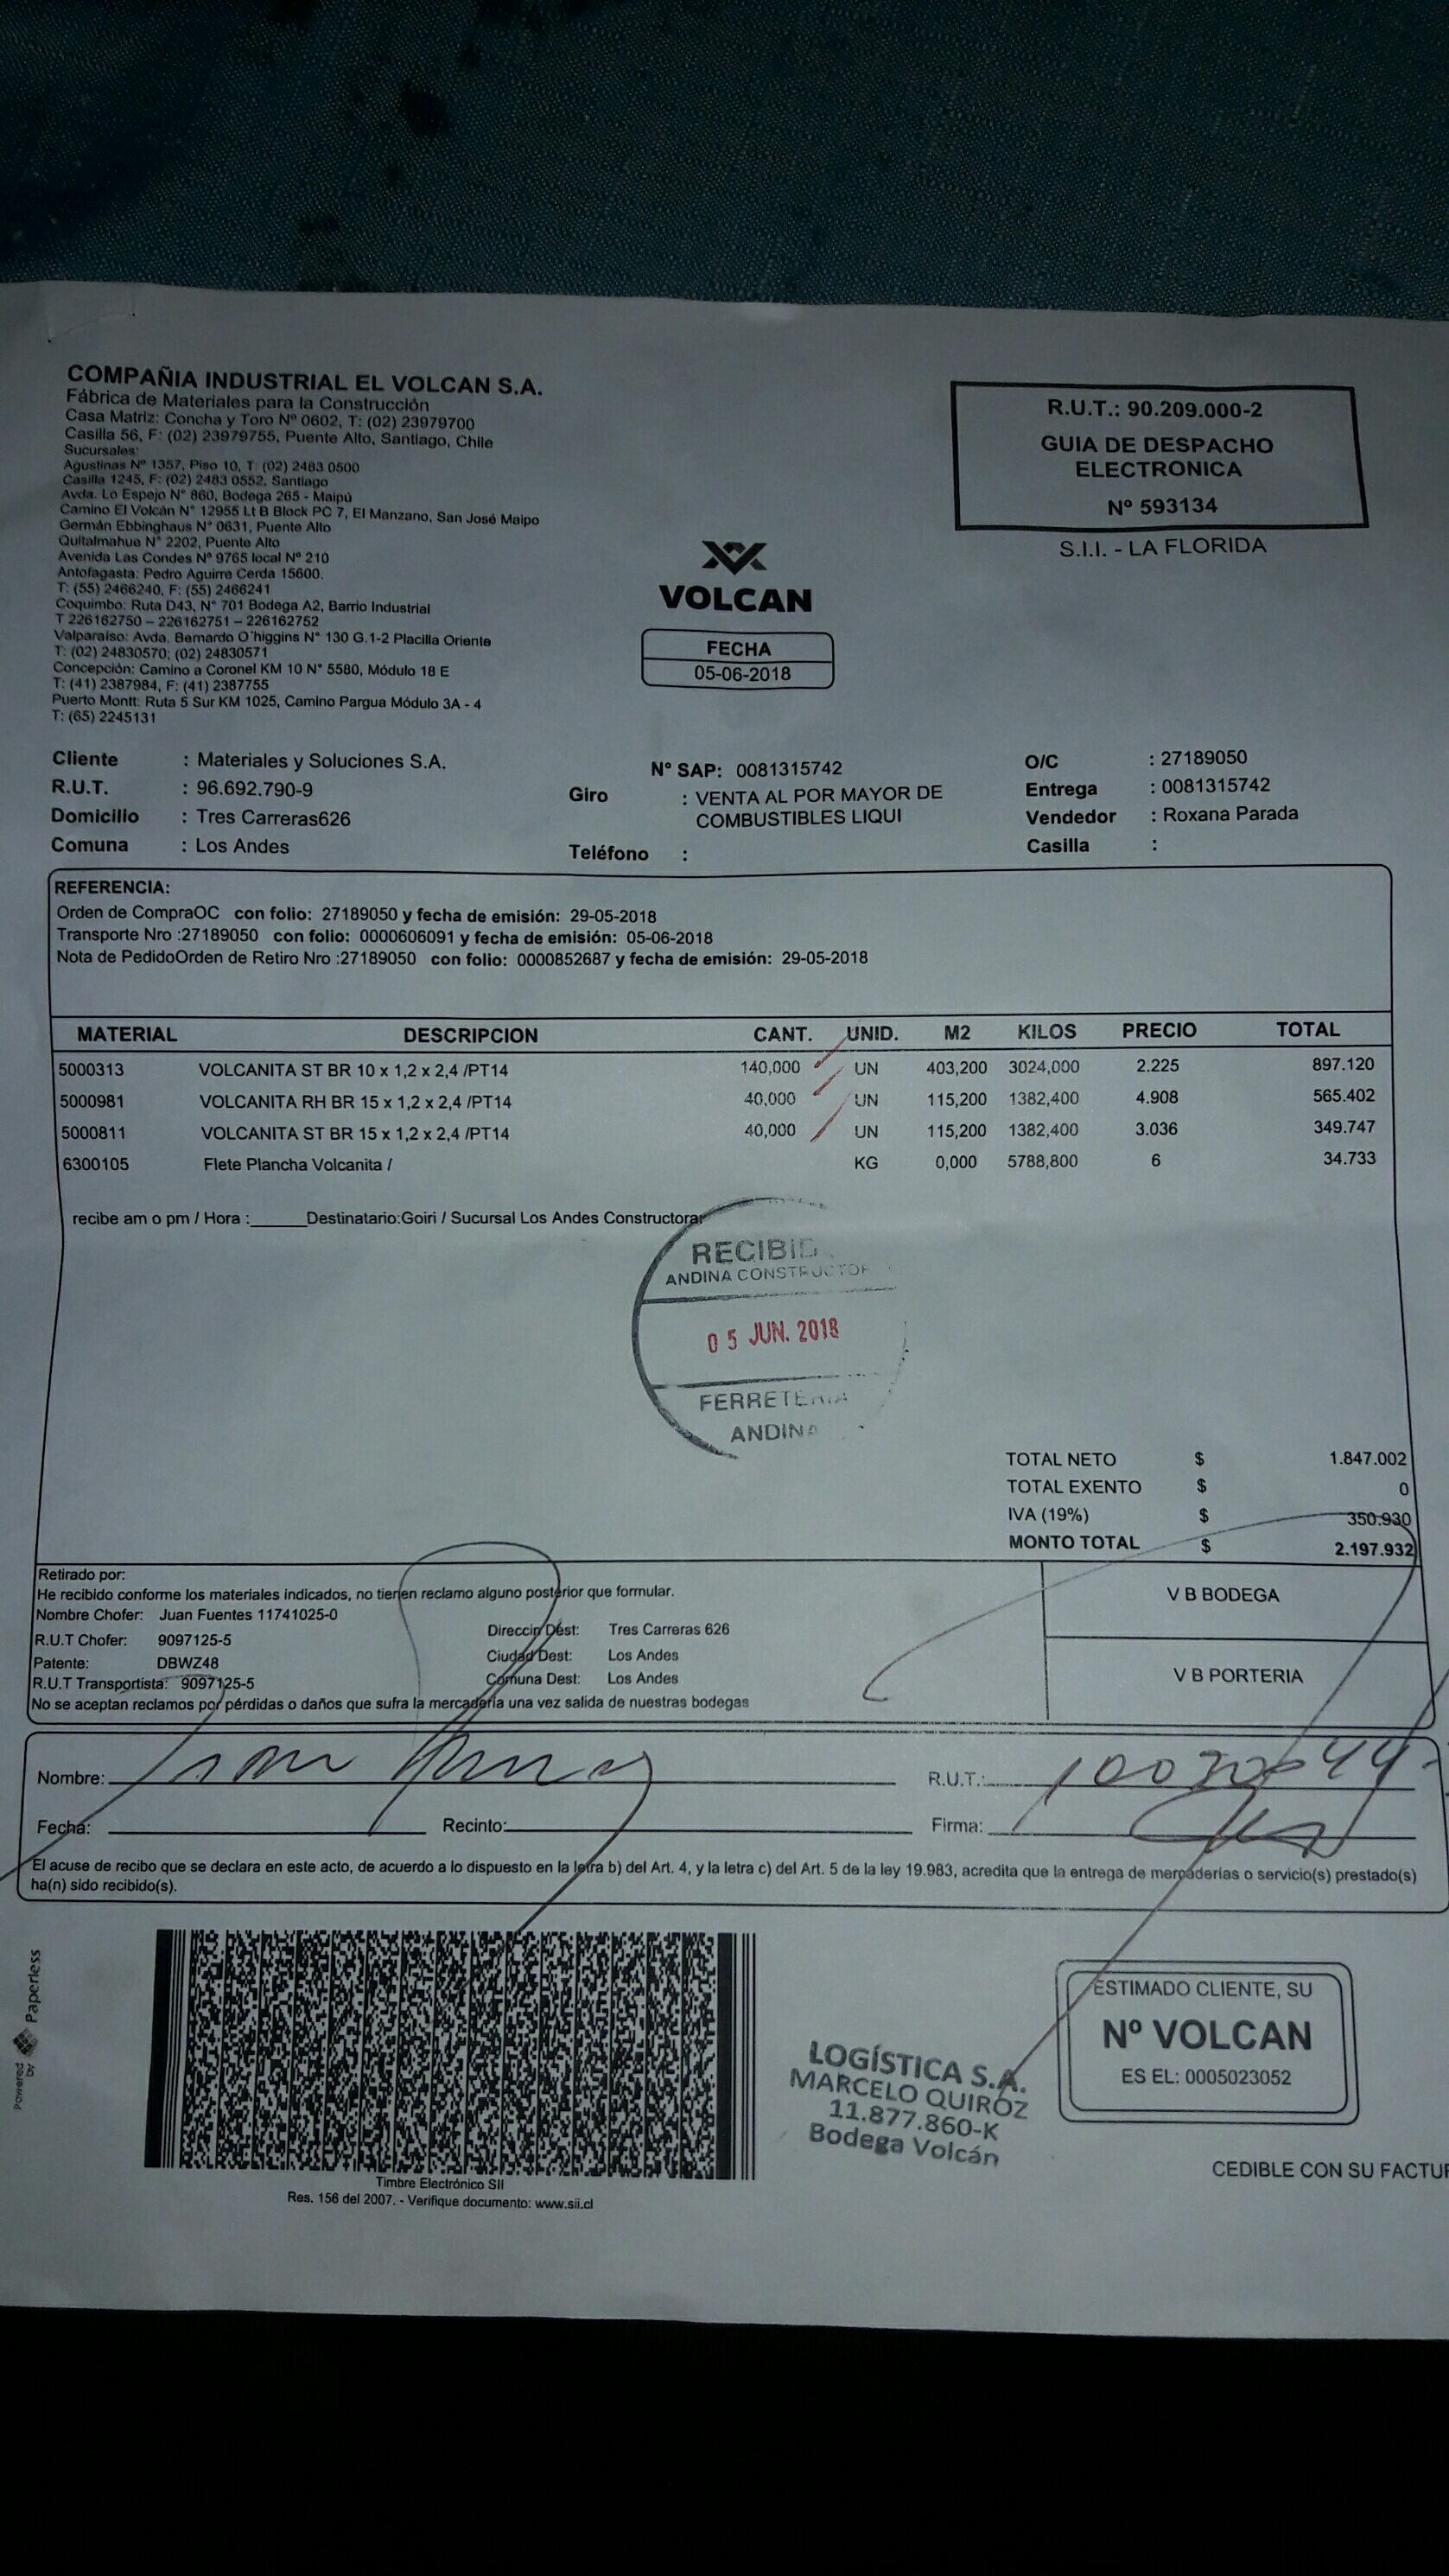 COMPAÑIA INDUSTRIAL EL VOLCAN S.A.
Fábrica de Materiales para la Construcción
Casa Matriz: Concha y Toro Nº 0602, T: (02) 23979700
Casilla 56, F: (02) 23979755, Puente Alto, Santiago, Chile
Sucursales:
Agustinas Nº 1357, Piso 10, T: (02) 2483 0500
Casilla 1245, F: (02) 2483 0552, Santiago
Avda. Lo Espejo N° 860, Bodega 265 - Maipú
Camino El Volcán N° 12955 Lt B Block PC 7, El Manzano, San José Maipo
Germán Ebbinghaus N° 0631, Puente Alto
Quitalmahue N° 2202, Puente Alto
Avenida Las Condes Nº 9765 local Nº 210
Antofagasta: Pedro Aguirre Cerda 15600.
T: (55) 2466240, F: (55) 2466241
Coquimbo: Ruta D43, N° 701 Bodega A2, Barrio Industrial
T 226162750 – 226162751 – 226162752
Valparaíso: Avda. Bernardo O'higgins N° 130 G.1-2 Placilla Oriente
T: (02) 24830570; (02) 24830571
Concepción: Camino a Coronel KM 10 N° 5580, Módulo 18 E
T: (41) 2387984, F: (41) 2387755
Puerto Montt: Ruta 5 Sur KM 1025, Camino Pargua Módulo 3A - 4
T: (65) 2245131
R.U.T.: 90.209.000-2
GUIA DE DESPACHO
ELECTRONICA
Nº 593134
S.I.I. - LA FLORIDA
VOLCAN
FECHA
05-06-2018
Cliente : Materiales y Soluciones S.A.
R.U.T. : 96.692.790-9
Domicilio : Tres Carreras626
Comuna : Los Andes
Nº SAP: 0081315742
Giro : VENTA AL POR MAYOR DE
COMBUSTIBLES LIQUI
Teléfono :
O/C : 27189050
Entrega : 0081315742
Vendedor : Roxana Parada
Casilla :
REFERENCIA:
Orden de CompraOC con folio: 27189050 y fecha de emisión: 29-05-2018
Transporte Nro :27189050 con folio: 0000606091 y fecha de emisión: 05-06-2018
Nota de PedidoOrden de Retiro Nro :27189050 con folio: 0000852687 y fecha de emisión: 29-05-2018
MATERIAL DESCRIPCION CANT. UNID. M2 KILOS PRECIO TOTAL
5000313 VOLCANITA ST BR 10 x 1,2 x 2,4 /PT14 140,000 UN 403,200 3024,000 2.225 897.120
5000981 VOLCANITA RH BR 15 x 1,2 x 2,4 /PT14 40,000 UN 115,200 1382,400 4.908 565.402
5000811 VOLCANITA ST BR 15 x 1,2 x 2,4 /PT14 40,000 UN 115,200 1382,400 3.036 349.747
6300105 Flete Plancha Volcanita / KG 0,000 5788,800 6 34.733
recibe am o pm / Hora :______Destinatario:Goiri / Sucursal Los Andes Constructora
RECIBID
ANDINA CONSTRUCTOR
05 JUN. 2018
FERRETERIA
ANDINA
TOTAL NETO $ 1.847.002
TOTAL EXENTO $ 0
IVA (19%) $ 350.930
MONTO TOTAL $ 2.197.932
Retirado por:
He recibido conforme los materiales indicados, no tienen reclamo alguno posterior que formular.
Nombre Chofer: Juan Fuentes 11741025-0
R.U.T Chofer: 9097125-5
Patente: DBWZ48
R.U.T Transportista: 9097125-5
Direccin Dest: Tres Carreras 626
Ciudad Dest: Los Andes
Comuna Dest: Los Andes
No se aceptan reclamos por pérdidas o daños que sufra la mercadería una vez salida de nuestras bodegas
V B BODEGA
V B PORTERIA
Nombre:
R.U.T.:
Fecha: Recinto: Firma:
El acuse de recibo que se declara en este acto, de acuerdo a lo dispuesto en la letra b) del Art. 4, y la letra c) del Art. 5 de la ley 19.983, acredita que la entrega de mercaderías o servicio(s) prestado(s)
ha(n) sido recibido(s).
Powered by Paperless
Timbre Electrónico SII
Res. 156 del 2007. - Verifique documento: www.sii.cl
LOGÍSTICA S.A.
MARCELO QUIROZ
11.877.860-K
Bodega Volcán
ESTIMADO CLIENTE, SU
Nº VOLCAN
ES EL: 0005023052
CEDIBLE CON SU FACTUR